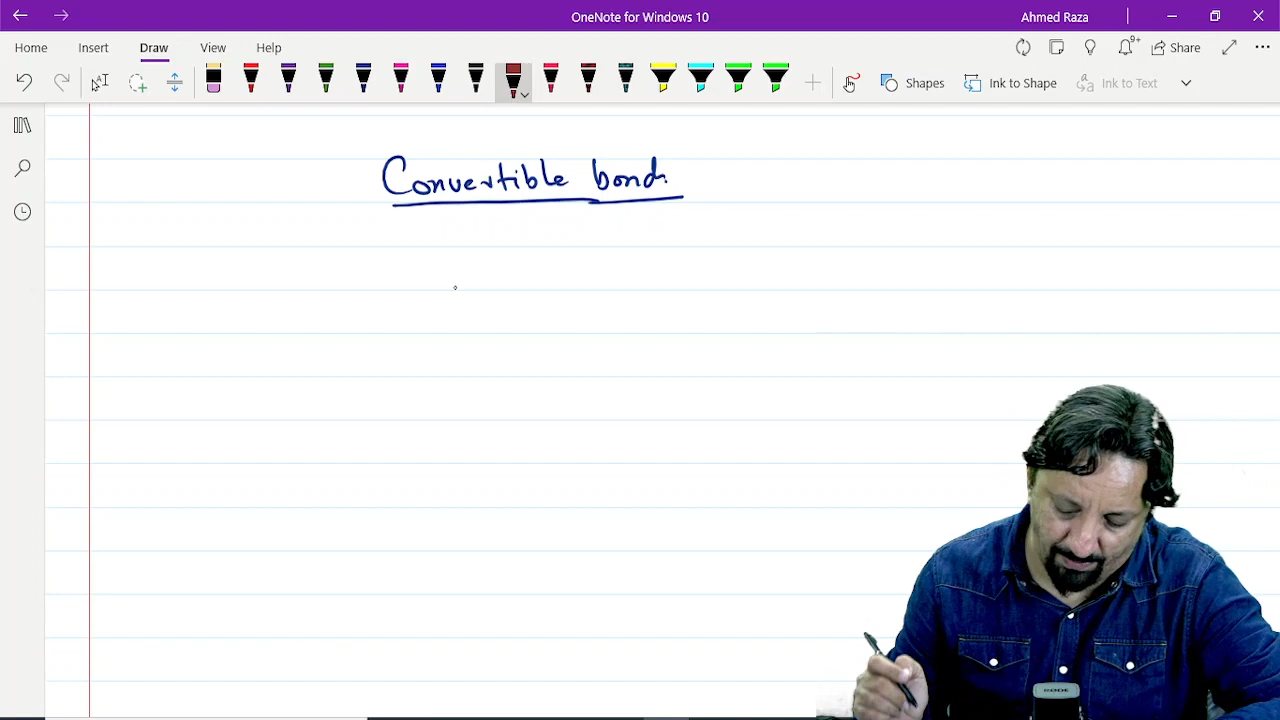 OneNote for Windows 10
Ahmed Raza
Home Insert Draw View Help
Share
Shapes Ink to Shape Ink to Text
Convertible bond
RODE